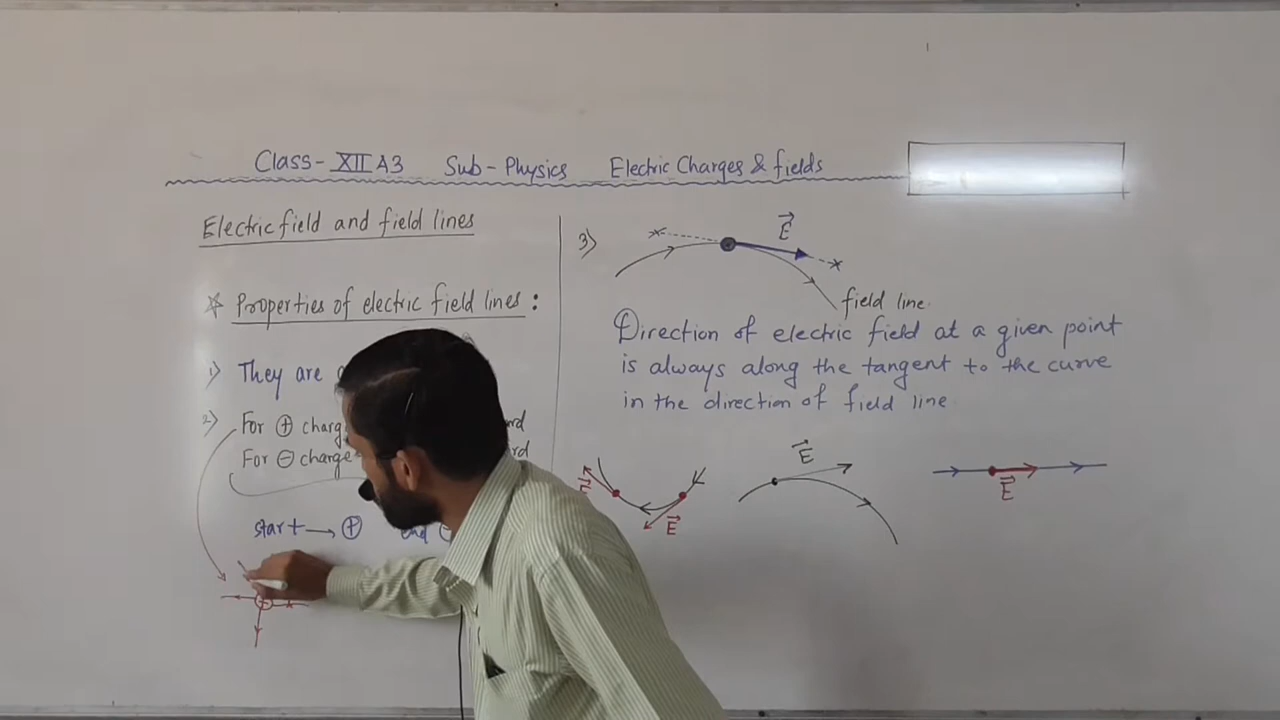 Class- XII A3 Sub - Physics Electric Charges & fields
Electric field and field lines
☆ Properties of electric field lines :
1) They are
2) For ⊕ charg
For ⊖ charge
start → ⊕ end
3)
E
field line.
Direction of electric field at a given point
is always along the tangent to the curve
in the direction of field line
E
E
E
E
+